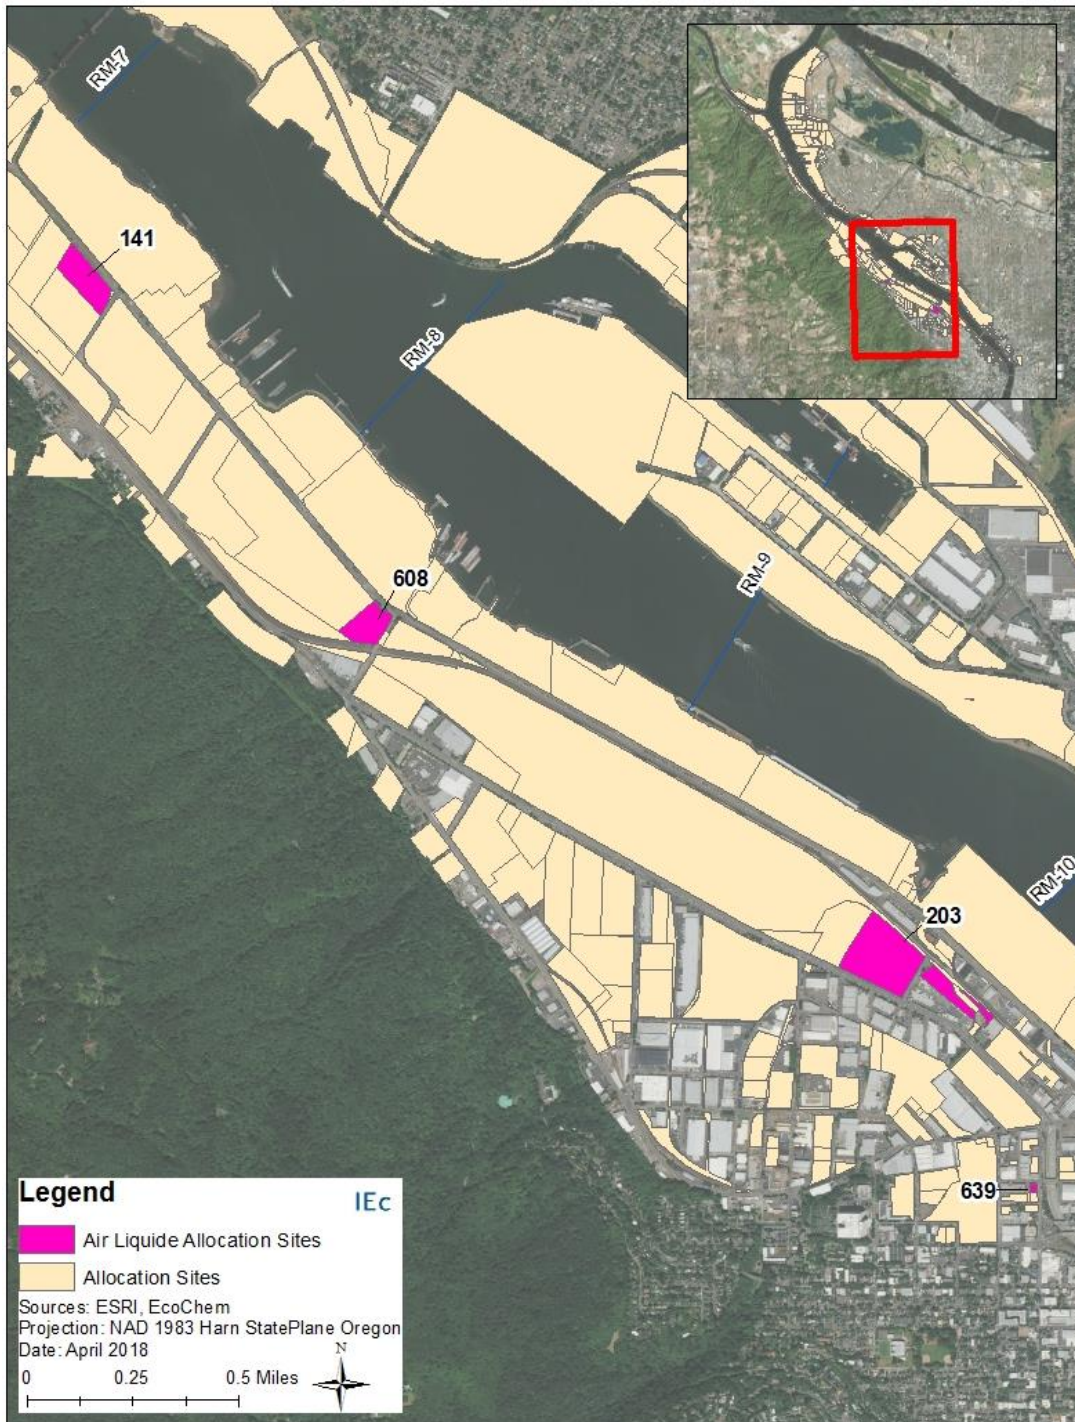 RM-7
141
RM-8
608
RM-9
RM-10
203
639
Legend
IEc
Air Liquide Allocation Sites
Allocation Sites
Sources: ESRI, EcoChem
Projection: NAD 1983 Harn StatePlane Oregon
Date: April 2018
N
0 0.25 0.5 Miles